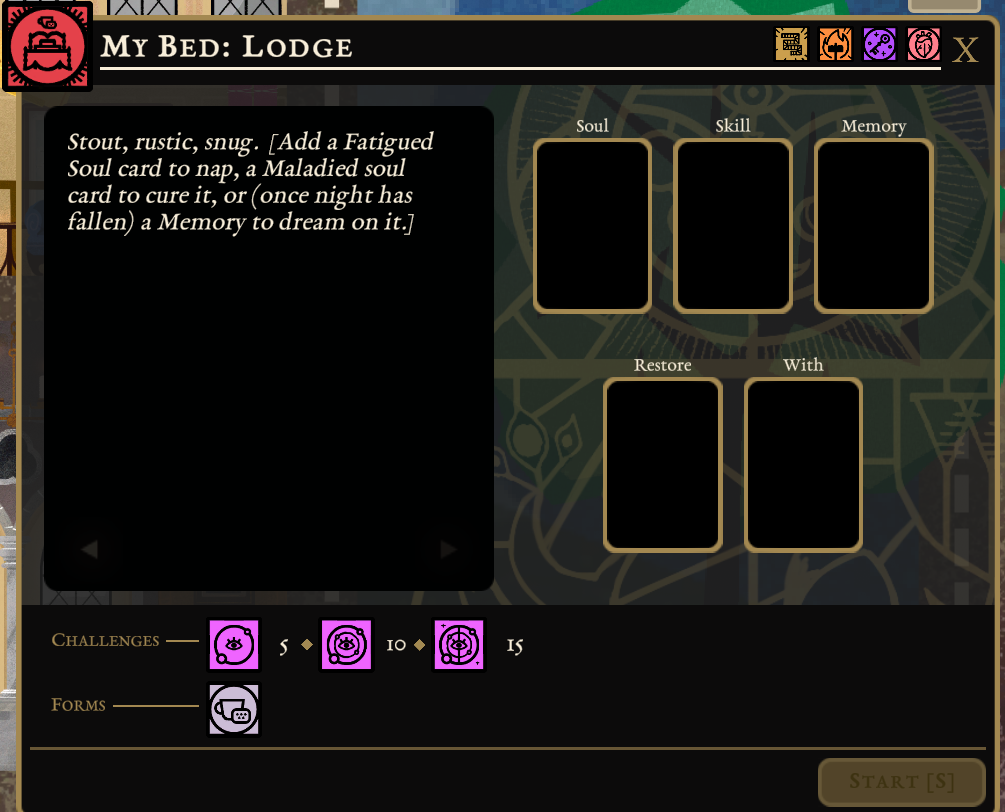 My Bed: Lodge
X
Stout, rustic, snug. [Add a Fatigued
Soul card to nap, a Maladied soul
card to cure it, or (once night has
fallen) a Memory to dream on it.]
Soul Skill Memory
Restore With
Challenges 5 10 15
Forms
Start [S]